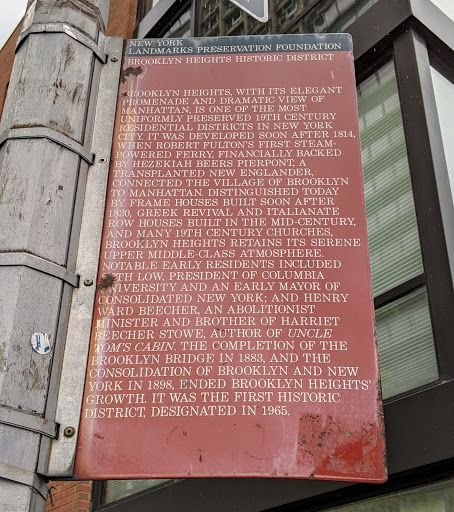 NEW YORK
LANDMARKS PRESERVATION FOUNDATION
BROOKLYN HEIGHTS HISTORIC DISTRICT
BROOKLYN HEIGHTS, WITH ITS ELEGANT
PROMENADE AND DRAMATIC VIEW OF
MANHATTAN, IS ONE OF THE MOST
UNIFORMLY PRESERVED 19TH CENTURY
RESIDENTIAL DISTRICTS IN NEW YORK
CITY. IT WAS DEVELOPED SOON AFTER 1814,
WHEN ROBERT FULTON'S FIRST STEAM-
POWERED FERRY, FINANCIALLY BACKED
BY HEZEKIAH BEERS PIERPONT, A
TRANSPLANTED NEW ENGLANDER,
CONNECTED THE VILLAGE OF BROOKLYN
TO MANHATTAN. DISTINGUISHED TODAY
BY FRAME HOUSES BUILT SOON AFTER
1820, GREEK REVIVAL AND ITALIANATE
ROW HOUSES BUILT IN THE MID-CENTURY,
AND MANY 19TH CENTURY CHURCHES,
BROOKLYN HEIGHTS RETAINS ITS SERENE
UPPER MIDDLE-CLASS ATMOSPHERE.
NOTABLE EARLY RESIDENTS INCLUDED
LOW, PRESIDENT OF COLUMBIA
UNIVERSITY AND AN EARLY MAYOR OF
CONSOLIDATED NEW YORK; AND HENRY
WARD BEECHER, AN ABOLITIONIST
MINISTER AND BROTHER OF HARRIET
BEECHER STOWE, AUTHOR OF UNCLE
TOM'S CABIN. THE COMPLETION OF THE
BROOKLYN BRIDGE IN 1883, AND THE
CONSOLIDATION OF BROOKLYN AND NEW
YORK IN 1898, ENDED BROOKLYN HEIGHTS'
GROWTH. IT WAS THE FIRST HISTORIC
DISTRICT, DESIGNATED IN 1965.